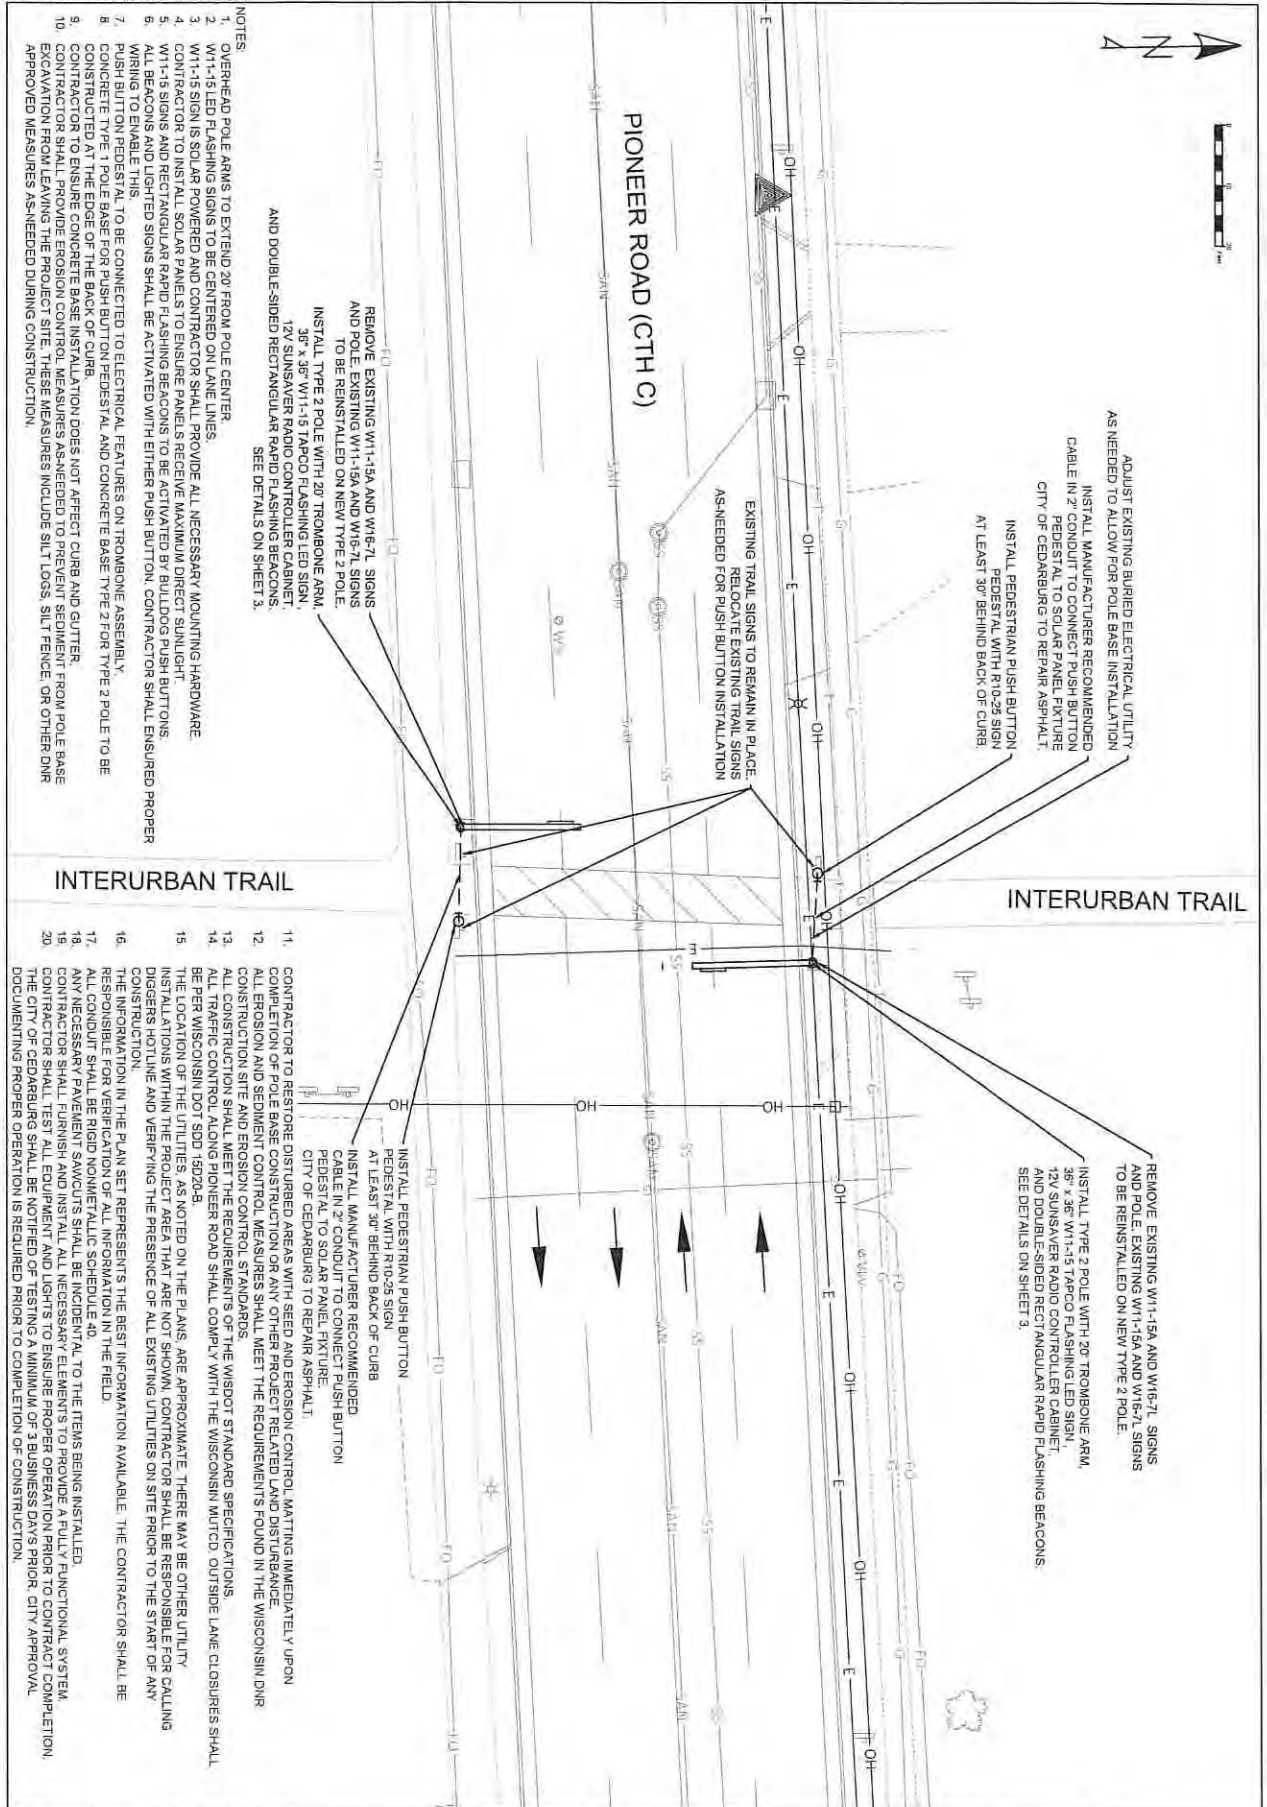 N
0
10
20
Feet
PIONEER ROAD (CTH C)
INTERURBAN TRAIL
INTERURBAN TRAIL
ADJUST EXISTING BURIED ELECTRICAL UTILITY
AS NEEDED TO ALLOW FOR POLE BASE INSTALLATION
INSTALL MANUFACTURER RECOMMENDED
CABLE IN 2" CONDUIT TO CONNECT PUSH BUTTON
PEDESTAL TO SOLAR PANEL FIXTURE
CITY OF CEDARBURG TO REPAIR ASPHALT.
INSTALL PEDESTRIAN PUSH BUTTON
PEDESTAL WITH R10-25 SIGN
AT LEAST 30" BEHIND BACK OF CURB.
EXISTING TRAIL SIGNS TO REMAIN IN PLACE.
RELOCATE EXISTING TRAIL SIGNS
AS-NEEDED FOR PUSH BUTTON INSTALLATION
REMOVE EXISTING W11-15A AND W16-7L SIGNS
AND POLE. EXISTING W11-15A AND W16-7L SIGNS
TO BE REINSTALLED ON NEW TYPE 2 POLE.
INSTALL TYPE 2 POLE WITH 20' TROMBONE ARM,
36" x 36" W11-15 TAPCO FLASHING LED SIGN,
12V SUNSAVER RADIO CONTROLLER CABINET,
AND DOUBLE-SIDED RECTANGULAR RAPID FLASHING BEACONS.
SEE DETAILS ON SHEET 3.
REMOVE EXISTING W11-15A AND W16-7L SIGNS
AND POLE. EXISTING W11-15A AND W16-7L SIGNS
TO BE REINSTALLED ON NEW TYPE 2 POLE.
INSTALL TYPE 2 POLE WITH 20' TROMBONE ARM,
36" x 36" W11-15 TAPCO FLASHING LED SIGN,
12V SUNSAVER RADIO CONTROLLER CABINET,
AND DOUBLE-SIDED RECTANGULAR RAPID FLASHING BEACONS.
SEE DETAILS ON SHEET 3.
INSTALL PEDESTRIAN PUSH BUTTON
PEDESTAL WITH R10-25 SIGN
AT LEAST 30" BEHIND BACK OF CURB
INSTALL MANUFACTURER RECOMMENDED
CABLE IN 2" CONDUIT TO CONNECT PUSH BUTTON
PEDESTAL TO SOLAR PANEL FIXTURE.
CITY OF CEDARBURG TO REPAIR ASPHALT.
NOTES:
1. OVERHEAD POLE ARMS TO EXTEND 20' FROM POLE CENTER.
2. W11-15 LED FLASHING SIGNS TO BE CENTERED ON LANE LINES.
3. W11-15 SIGN IS SOLAR POWERED AND CONTRACTOR SHALL PROVIDE ALL NECESSARY MOUNTING HARDWARE.
4. CONTRACTOR TO INSTALL SOLAR PANELS TO ENSURE PANELS RECEIVE MAXIMUM DIRECT SUNLIGHT.
5. W11-15 SIGNS AND RECTANGULAR RAPID FLASHING BEACONS TO BE ACTIVATED BY BULLDOG PUSH BUTTONS.
6. ALL BEACONS AND LIGHTED SIGNS SHALL BE ACTIVATED WITH EITHER PUSH BUTTON. CONTRACTOR SHALL ENSURED PROPER
WIRING TO ENABLE THIS.
7. PUSH BUTTON PEDESTAL TO BE CONNECTED TO ELECTRICAL FEATURES ON TROMBONE ASSEMBLY.
8. CONCRETE TYPE 1 POLE BASE FOR PUSH BUTTON PEDESTAL AND CONCRETE BASE TYPE 2 FOR TYPE 2 POLE TO BE
CONSTRUCTED AT THE EDGE OF THE BACK OF CURB.
9. CONTRACTOR TO ENSURE CONCRETE BASE INSTALLATION DOES NOT AFFECT CURB AND GUTTER.
10. CONTRACTOR SHALL PROVIDE EROSION CONTROL MEASURES AS-NEEDED TO PREVENT SEDIMENT FROM POLE BASE
EXCAVATION FROM LEAVING THE PROJECT SITE. THESE MEASURES INCLUDE SILT LOGS, SILT FENCE, OR OTHER DNR
APPROVED MEASURES AS-NEEDED DURING CONSTRUCTION.
11. CONTRACTOR TO RESTORE DISTURBED AREAS WITH SEED AND EROSION CONTROL MATTING IMMEDIATELY UPON
COMPLETION OF POLE BASE CONSTRUCTION OR ANY OTHER PROJECT RELATED LAND DISTURBANCE.
12. ALL EROSION AND SEDIMENT CONTROL MEASURES SHALL MEET THE REQUIREMENTS FOUND IN THE WISCONSIN DNR
CONSTRUCTION SITE AND EROSION CONTROL STANDARDS.
13. ALL CONSTRUCTION SHALL MEET THE REQUIREMENTS OF THE WISDOT STANDARD SPECIFICATIONS.
14. ALL TRAFFIC CONTROL ALONG PIONEER ROAD SHALL COMPLY WITH THE WISCONSIN MUTCD. OUTSIDE LANE CLOSURES SHALL
BE PER WISCONSIN DOT SDD 15D20-B.
15. THE LOCATION OF THE UTILITIES, AS NOTED ON THE PLANS, ARE APPROXIMATE. THERE MAY BE OTHER UTILITY
INSTALLATIONS WITHIN THE PROJECT AREA THAT ARE NOT SHOWN. CONTRACTOR SHALL BE RESPONSIBLE FOR CALLING
DIGGERS HOTLINE AND VERIFYING THE PRESENCE OF ALL EXISTING UTILITIES ON SITE PRIOR TO THE START OF ANY
CONSTRUCTION.
16. THE INFORMATION IN THE PLAN SET REPRESENTS THE BEST INFORMATION AVAILABLE. THE CONTRACTOR SHALL BE
RESPONSIBLE FOR VERIFICATION OF ALL INFORMATION IN THE FIELD.
17. ALL CONDUIT SHALL BE RIGID NONMETALLIC SCHEDULE 40.
18. ANY NECESSARY PAVEMENT SAWCUTS SHALL BE INCIDENTAL TO THE ITEMS BEING INSTALLED.
19. CONTRACTOR SHALL FURNISH AND INSTALL ALL NECESSARY ELEMENTS TO PROVIDE A FULLY FUNCTIONAL SYSTEM.
20. CONTRACTOR SHALL TEST ALL EQUIPMENT AND LIGHTS TO ENSURE PROPER OPERATION PRIOR TO CONTRACT COMPLETION.
THE CITY OF CEDARBURG SHALL BE NOTIFIED OF TESTING A MINIMUM OF 3 BUSINESS DAYS PRIOR. CITY APPROVAL
DOCUMENTING PROPER OPERATION IS REQUIRED PRIOR TO COMPLETION OF CONSTRUCTION.